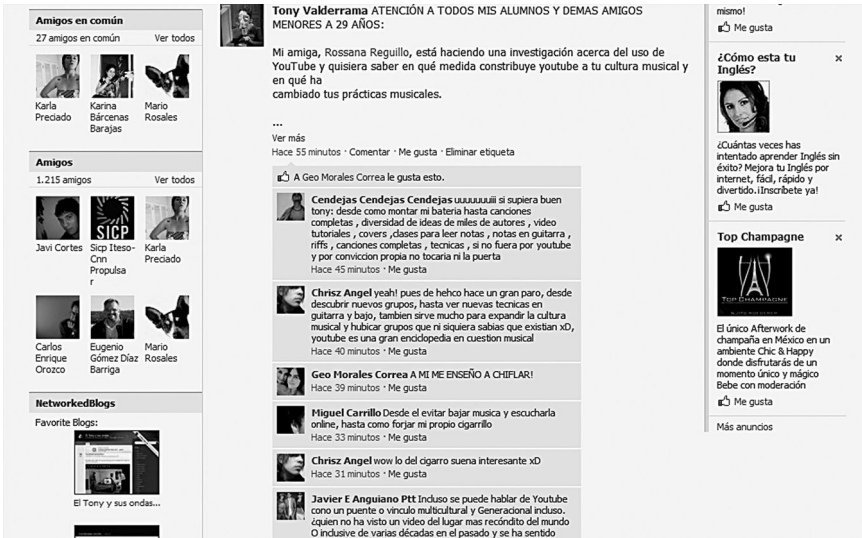 Amigos en común
27 amigos en común Ver todos
Karla Preciado
Karina Bárcenas Barajas
Mario Rosales
Amigos
1.215 amigos Ver todos
Javi Cortes
Sicp Iteso-Cnn Propulsar
Karla Preciado
SICP
Carlos Enrique Orozco
Eugenio Gómez Díaz Barriga
Mario Rosales
NetworkedBlogs
Favorite Blogs:
El Tony y sus ondas...
Tony Valderrama ATENCIÓN A TODOS MIS ALUMNOS Y DEMAS AMIGOS
MENORES A 29 AÑOS:
Mi amiga, Rossana Reguillo, está haciendo una investigación acerca del uso de
YouTube y quisiera saber en qué medida constribuye youtube a tu cultura musical y
en qué ha
cambiado tus prácticas musicales.
...
Ver más
Hace 55 minutos · Comentar · Me gusta · Eliminar etiqueta
A Geo Morales Correa le gusta esto.
Cendejas Cendejas Cendejas uuuuuuuiii si supiera buen
tony: desde como montar mi bateria hasta canciones
completas , diversidad de ideas de miles de autores , video
tutoriales , covers ,clases para leer notas , notas en guitarra ,
riffs , canciones completas , tecnicas , si no fuera por youtube
y por conviccion propia no tocaria ni la puerta
Hace 45 minutos · Me gusta
Chrisz Angel yeah! pues de hehco hace un gran paro, desde
descubrir nuevos grupos, hasta ver nuevas tecnicas en
guitarra y bajo, tambien sirve mucho para expandir la cultura
musical y hubicar grupos que ni siquiera sabias que existian xD,
youtube es una gran enciclopedia en cuestion musical
Hace 40 minutos · Me gusta
Geo Morales Correa A MI ME ENSEÑO A CHIFLAR!
Hace 39 minutos · Me gusta
Miguel Carrillo Desde el evitar bajar musica y escucharla
online, hasta como forjar mi propio cigarrillo
Hace 33 minutos · Me gusta
Chrisz Angel wow lo del cigarro suena interesante xD
Hace 31 minutos · Me gusta
Javier E Anguiano Ptt Incluso se puede hablar de Youtube
cono un puente o vinculo multicultural y Generacional incluso.
¿quien no ha visto un video del lugar mas recóndito del mundo
O inclusive de varias décadas en el pasado y se ha sentido
mismo!
Me gusta
¿Cómo esta tu
Inglés?
¿Cuántas veces has
intentado aprender Inglés sin
éxito? Mejora tu Inglés por
internet, fácil, rápido y
divertido.¡Inscríbete ya!
Me gusta
Top Champagne
TOP CHAMPAGNE
El único Afterwork de
champaña en México en un
ambiente Chic & Happy
donde disfrutarás de un
momento único y mágico
Bebe con moderación
Me gusta
Más anuncios